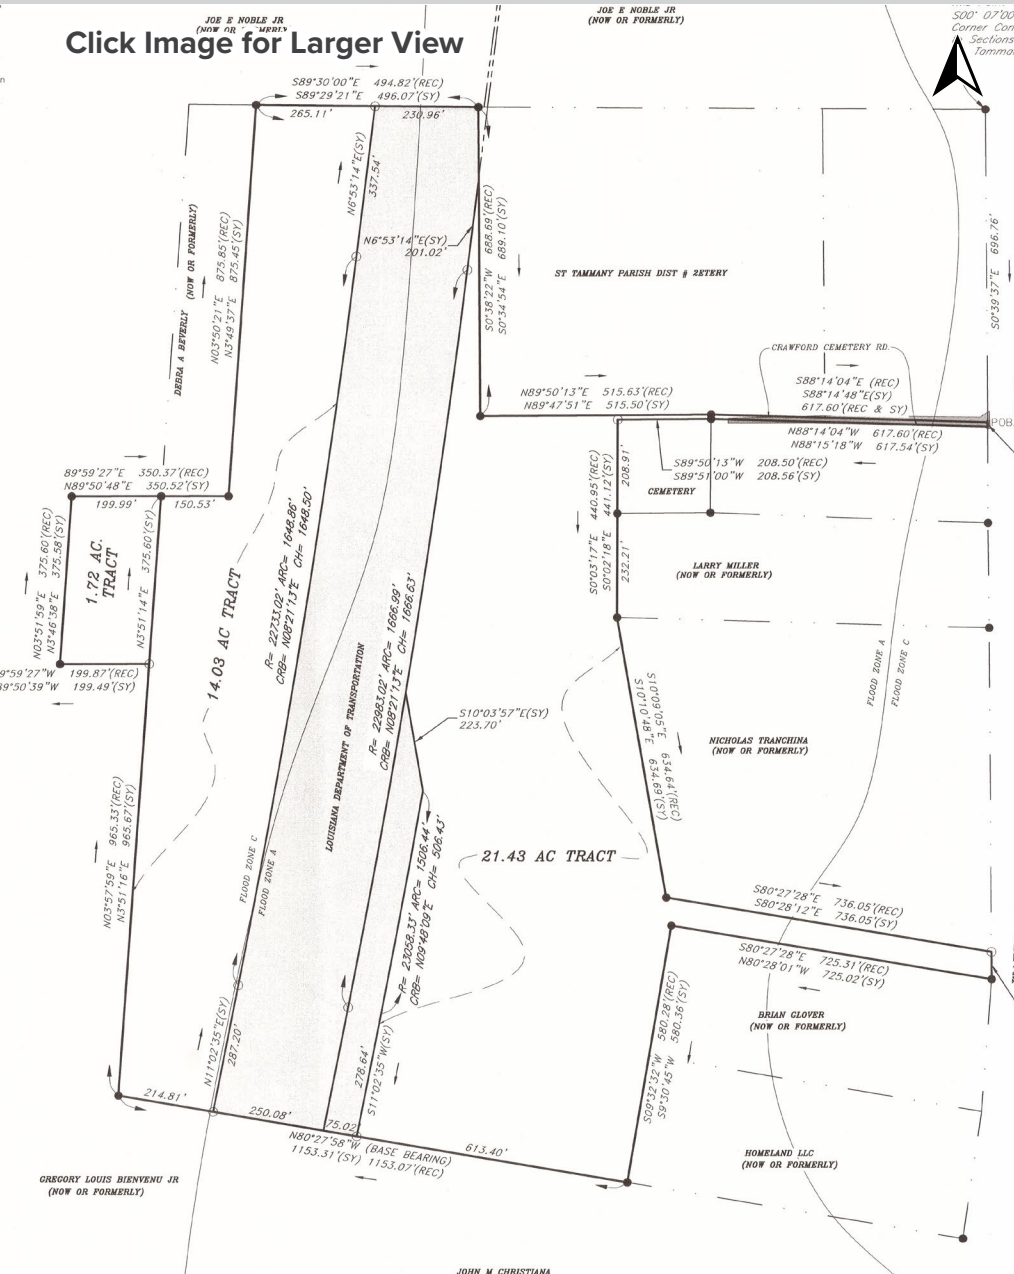 JOE E NOBLE JR
(NOW OR FORMERLY)
JOE E NOBLE JR
Click Image for Larger View
S00° 07'00
Corner Cor
Sections
Tamma
S89°30'00"E 494.82'(REC)
S89°29'21"E 496.07'(SY)
265.11'
230.96'
N6°53'14"E(SY)
337.54'
N6°53'14"E(SY)
201.02'
S0°38'22"W 688.69'(REC)
S0°34'54"E 689.10'(SY)
ST TAMMANY PARISH DIST # 2ETERY
S0°39'37"E 696.76'
DEBRA A BEVERLY (NOW OR FORMERLY)
N03°50'21"E 875.85'(REC)
N3°49'37"E 875.45'(SY)
CRAWFORD CEMETERY RD.
S88°14'04"E (REC)
S88°14'48"E(SY)
617.60'(REC & SY)
N89°50'13"E 515.63'(REC)
N89°47'51"E 515.50'(SY)
POB
N88°14'04"W 617.60'(REC)
N88°15'18"W 617.54'(SY)
S89°50'13"W 208.50'(REC)
S89°51'00"W 208.56'(SY)
CEMETERY
89°59'27"E 350.37'(REC)
N89°50'48"E 350.52'(SY)
199.99'
150.53'
S0°03'17"E 440.95'(REC)
S0°02'18"E 441.12'(SY)
208.91'
232.21'
N03°51'59"E 375.60'(REC)
N3°46'38"E 375.58'(SY)
1.72 AC.
TRACT
N3°51'14"E 375.60'(SY)
14.03 AC TRACT
R= 22733.02' ARC= 1648.86'
CRB= N08°21'13"E CH= 1648.50'
LARRY MILLER
(NOW OR FORMERLY)
LOUISIANA DEPARTMENT OF TRANSPORTATION
R= 22983.02' ARC= 1666.99'
CRB= N08°21'13"E CH= 1666.63'
9°59'27"W 199.87'(REC)
9°50'39"W 199.49'(SY)
FLOOD ZONE A
FLOOD ZONE C
S10°03'57"E(SY)
223.70'
S10°09'05"E 634.64'(REC)
S10°10'48"E 634.69'(SY)
NICHOLAS TRANCHINA
(NOW OR FORMERLY)
N03°57'59"E 965.33'(REC)
N3°51'16"E 965.67'(SY)
FLOOD ZONE C
FLOOD ZONE A
R= 23058.33' ARC= 1506.44'
CRB= N09°48'09"E CH= 506.43'
21.43 AC TRACT
S80°27'28"E 736.05'(REC)
S80°28'12"E 736.05'(SY)
S80°27'28"E 725.31'(REC)
N80°28'01"W 725.02'(SY)
BRIAN GLOVER
(NOW OR FORMERLY)
N11°02'35"E(SY)
287.20'
278.64'
S11°02'35"W(SY)
S09°32'32"W 580.28'(REC)
S9°30'45"W 580.36'(SY)
214.81'
250.08'
75.02'
613.40'
N80°27'58"W (BASE BEARING)
1153.31'(SY) 1153.07'(REC)
HOMELAND LLC
(NOW OR FORMERLY)
GREGORY LOUIS BIENVENU JR
(NOW OR FORMERLY)
JOHN M CHRISTIANA